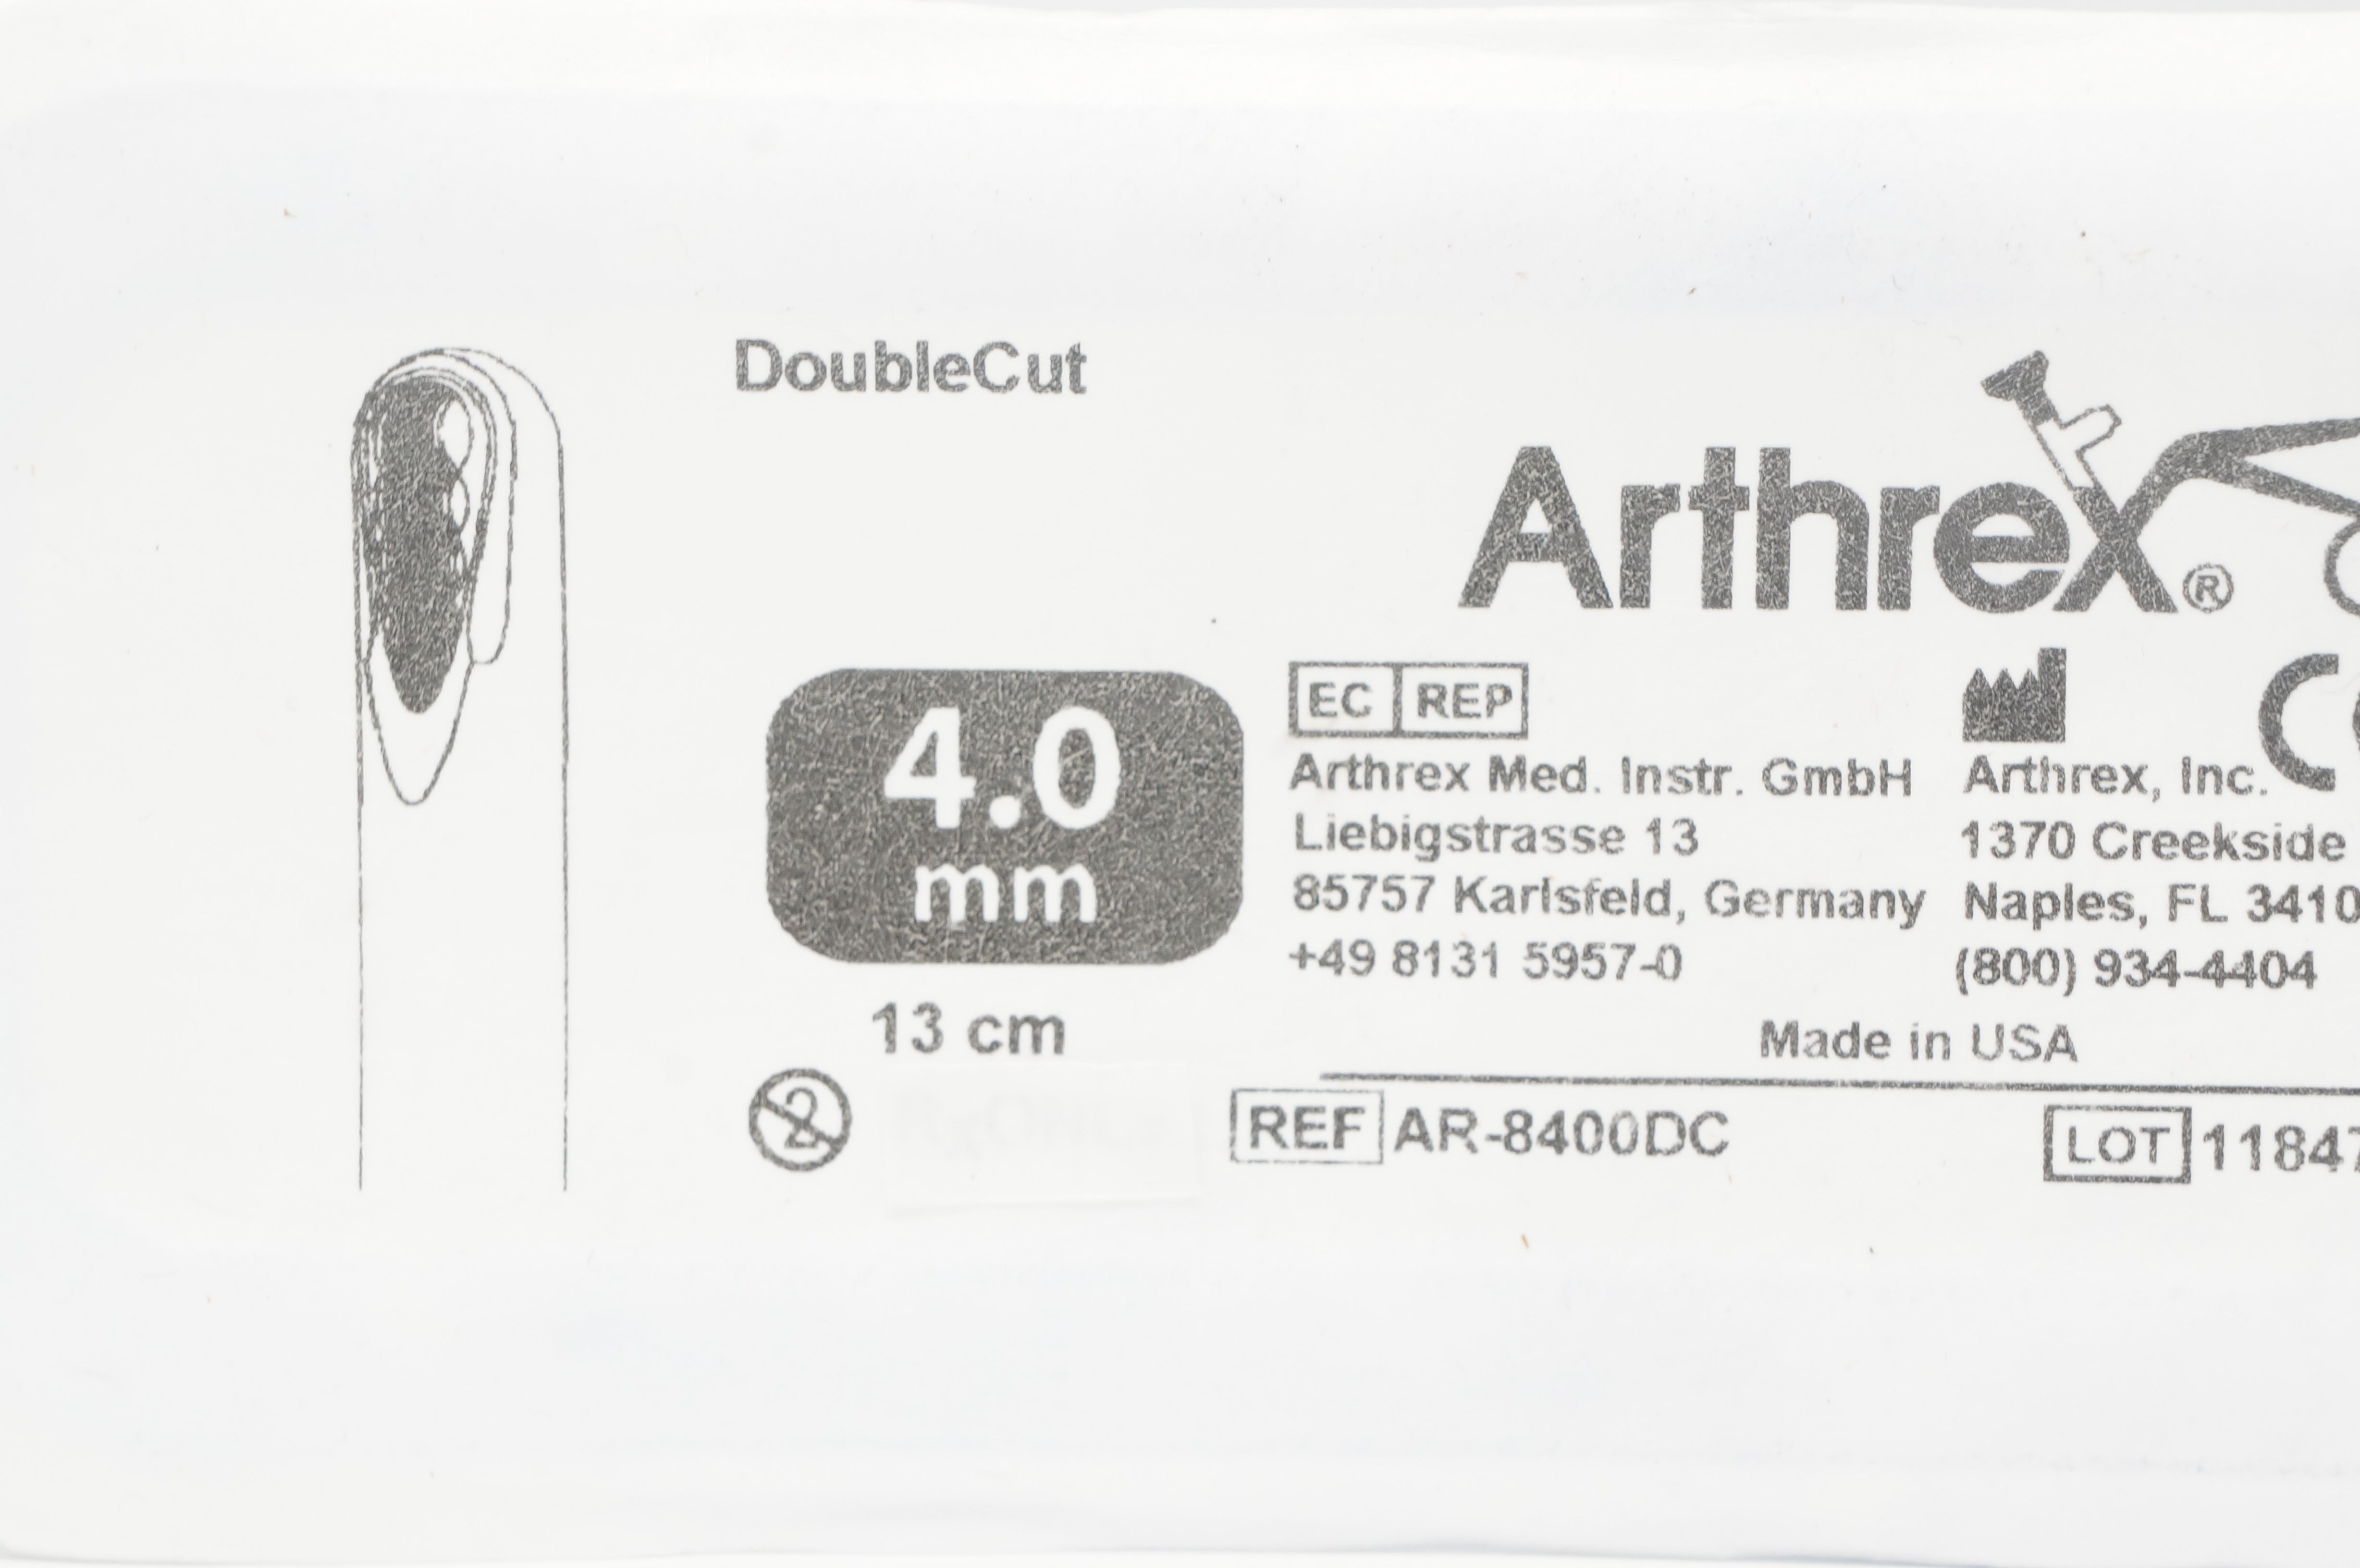 DoubleCut
Arthrex®
4.0
mm
13 cm
EC REP
Arthrex Med. Instr. GmbH
Liebigstrasse 13
85757 Karlsfeld, Germany
+49 8131 5957-0
Arthrex, Inc.
1370 Creekside
Naples, FL 3410
(800) 934-4404
Made in USA
2
REF AR-8400DC
LOT 11847